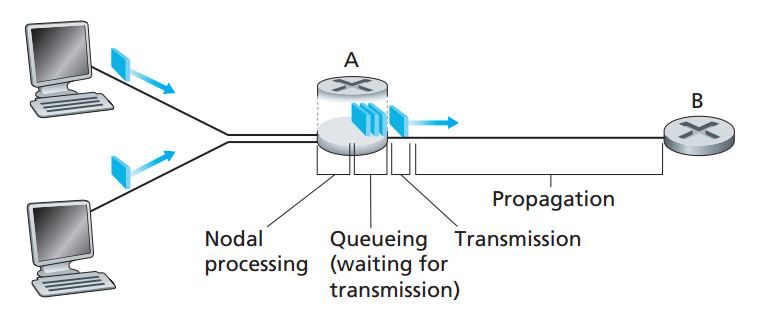 A
B
Propagation
Nodal
processing
Queueing
(waiting for
transmission)
Transmission